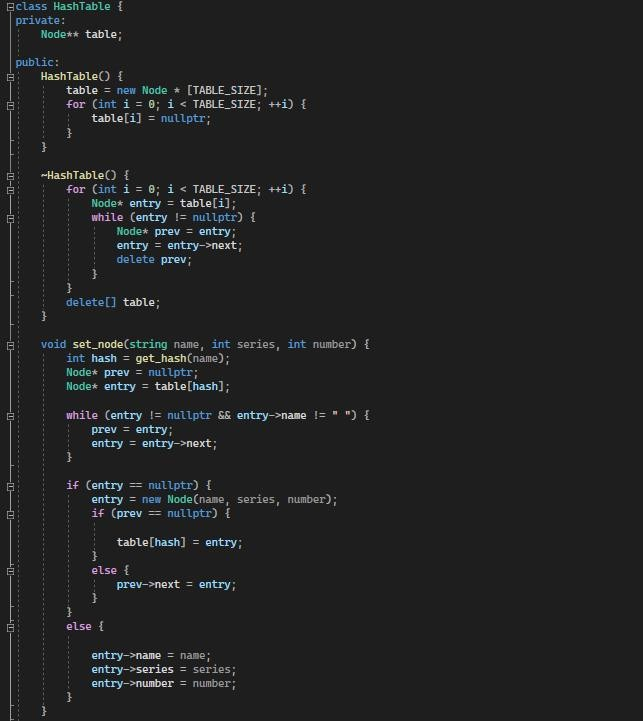 class HashTable {
private:
    Node** table;

public:
    HashTable() {
        table = new Node * [TABLE_SIZE];
        for (int i = 0; i < TABLE_SIZE; ++i) {
            table[i] = nullptr;
        }
    }

    ~HashTable() {
        for (int i = 0; i < TABLE_SIZE; ++i) {
            Node* entry = table[i];
            while (entry != nullptr) {
                Node* prev = entry;
                entry = entry->next;
                delete prev;
            }
        }
        delete[] table;
    }

    void set_node(string name, int series, int number) {
        int hash = get_hash(name);
        Node* prev = nullptr;
        Node* entry = table[hash];

        while (entry != nullptr && entry->name != " ") {
            prev = entry;
            entry = entry->next;
        }

        if (entry == nullptr) {
            entry = new Node(name, series, number);
            if (prev == nullptr) {

                table[hash] = entry;
            }
            else {
                prev->next = entry;
            }
        }
        else {

            entry->name = name;
            entry->series = series;
            entry->number = number;
        }
    }